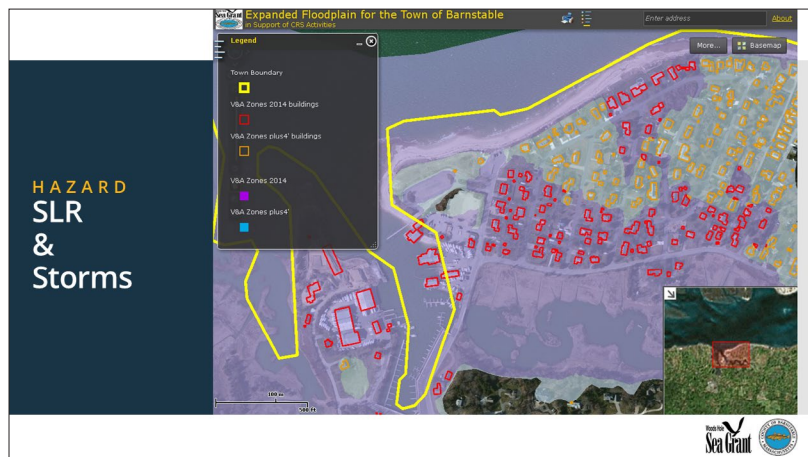 Expanded Floodplain for the Town of Barnstable
in Support of CRS Activities
Enter address
About
Legend
More...
Basemap
Town Boundary
V&A Zones 2014 buildings
V&A Zones plus4' buildings
V&A Zones 2014
V&A Zones plus4'
HAZARD
SLR
&
Storms
100 m
500 ft
Woods Hole
Sea Grant